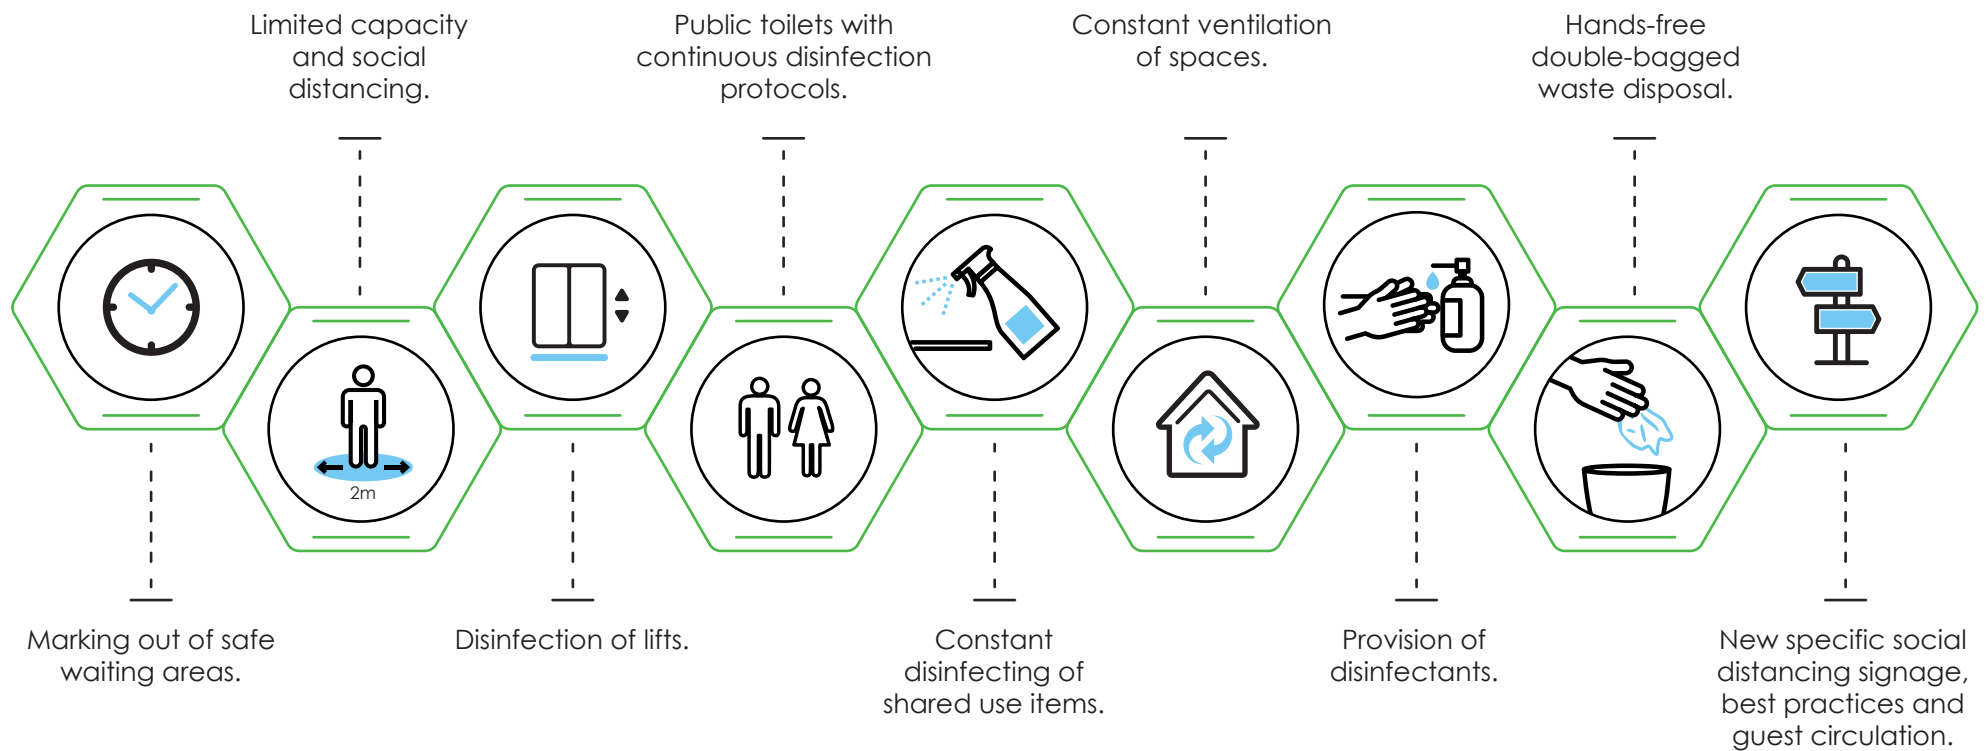 Limited capacity
and social
distancing.
Public toilets with
continuous disinfection
protocols.
Constant ventilation
of spaces.
Hands-free
double-bagged
waste disposal.
2m
Marking out of safe
waiting areas.
Disinfection of lifts.
Constant
disinfecting of
shared use items.
Provision of
disinfectants.
New specific social
distancing signage,
best practices and
guest circulation.